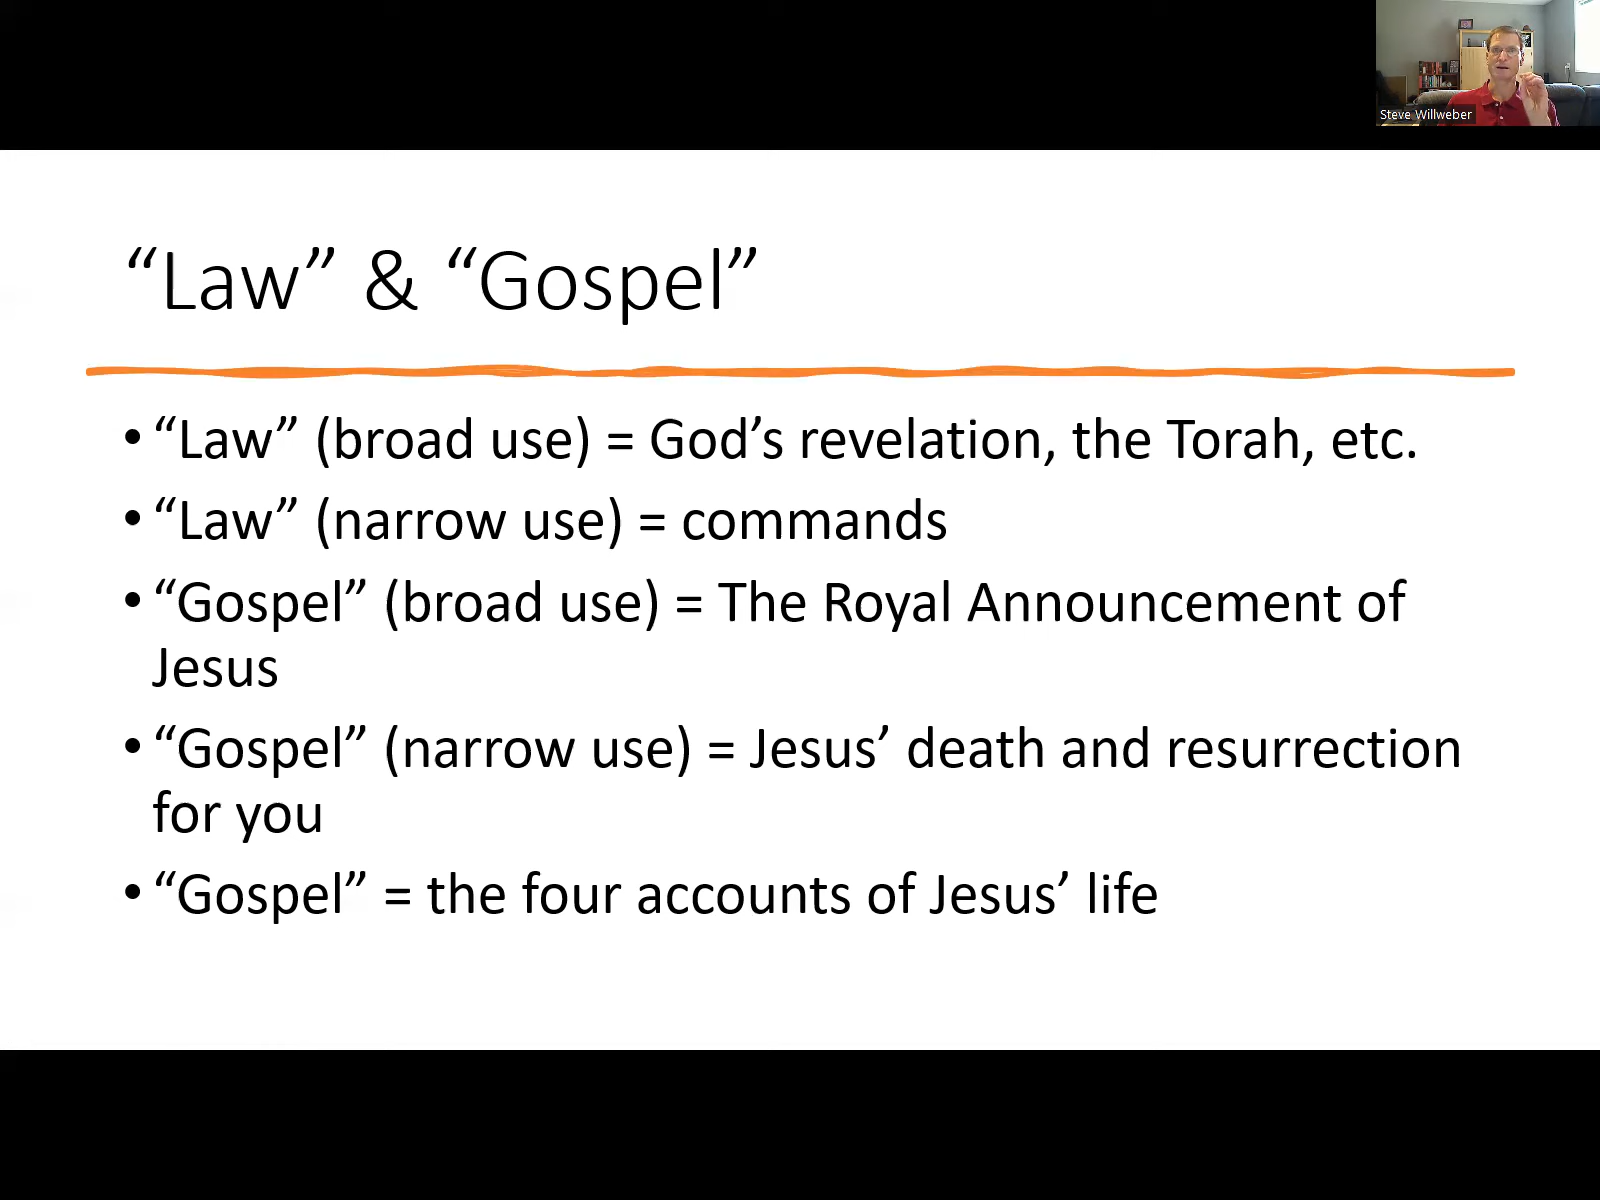 Steve Willweber
“Law” & “Gospel”
• “Law” (broad use) = God’s revelation, the Torah, etc.
• “Law” (narrow use) = commands
• “Gospel” (broad use) = The Royal Announcement of
Jesus
• “Gospel” (narrow use) = Jesus’ death and resurrection
for you
• “Gospel” = the four accounts of Jesus’ life